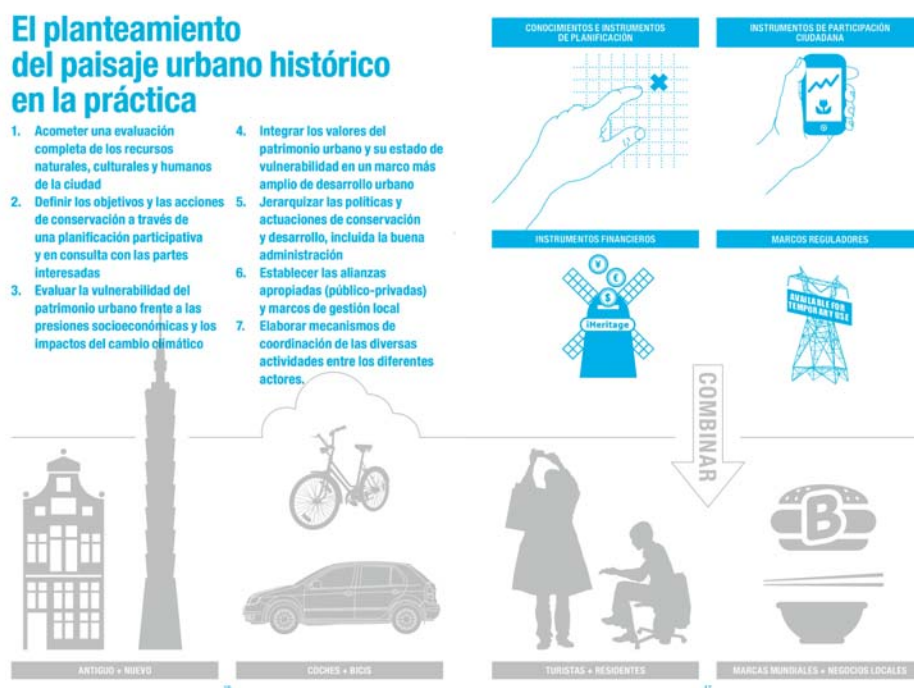 El planteamiento
del paisaje urbano histórico
en la práctica
1. Acometer una evaluación
completa de los recursos
naturales, culturales y humanos
de la ciudad
2. Definir los objetivos y las acciones
de conservación a través de
una planificación participativa
y en consulta con las partes
interesadas
3. Evaluar la vulnerabilidad del
patrimonio urbano frente a las
presiones socioeconómicas y los
impactos del cambio climático
4. Integrar los valores del
patrimonio urbano y su estado de
vulnerabilidad en un marco más
amplio de desarrollo urbano
5. Jerarquizar las políticas y
actuaciones de conservación
y desarrollo, incluida la buena
administración
6. Establecer las alianzas
apropiadas (público-privadas)
y marcos de gestión local
7. Elaborar mecanismos de
coordinación de las diversas
actividades entre los diferentes
actores.
CONOCIMIENTOS E INSTRUMENTOS
DE PLANIFICACIÓN
INSTRUMENTOS DE PARTICIPACIÓN
CIUDADANA
INSTRUMENTOS FINANCIEROS
MARCOS REGULADORES
¥
€
$
iHeritage
AVAILABLE FOR
TEMPORARY USE
COMBINAR
B
ANTIGUO + NUEVO
COCHES + BICIS
TURISTAS + RESIDENTES
MARCAS MUNDIALES + NEGOCIOS LOCALES